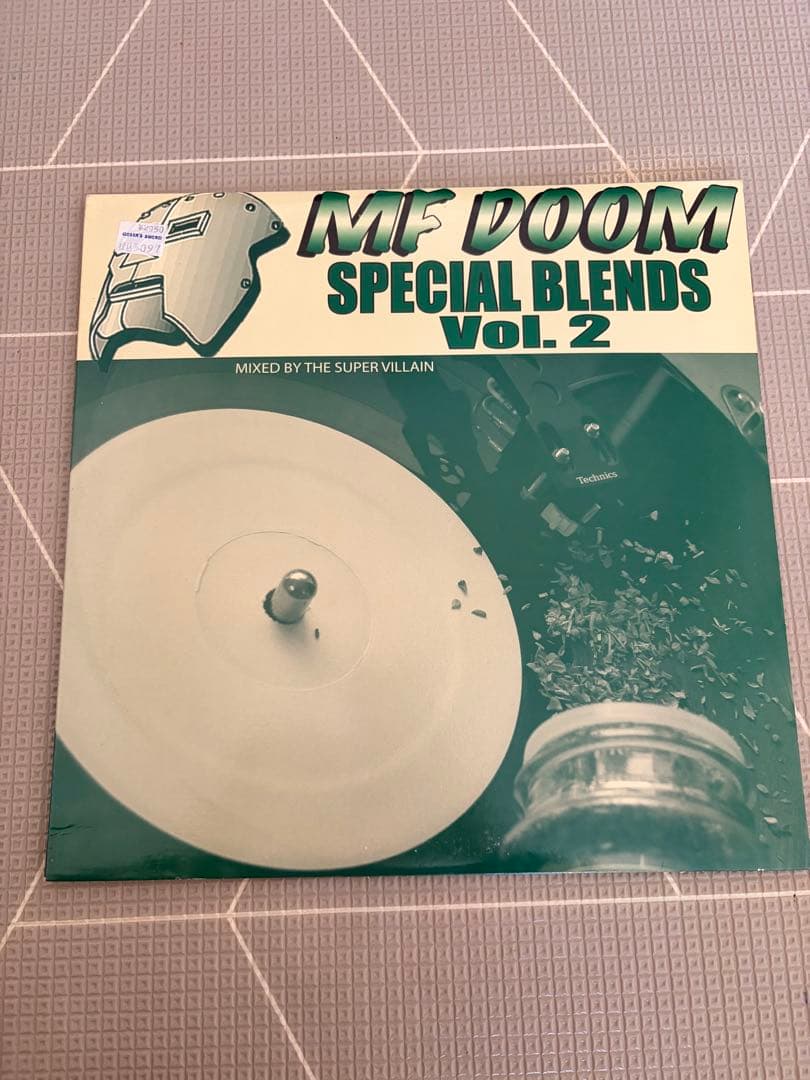 MF DOOM
SPECIAL BLENDS
Vol. 2
MIXED BY THE SUPER VILLAIN
Technics